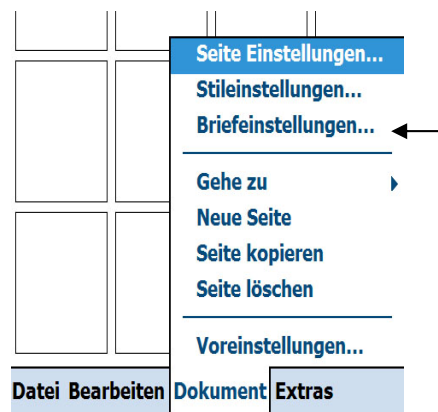 Seite Einstellungen...
Stileinstellungen...
Briefeinstellungen...
Gehe zu
Neue Seite
Seite kopieren
Seite löschen
Voreinstellungen...
Datei Bearbeiten Dokument Extras